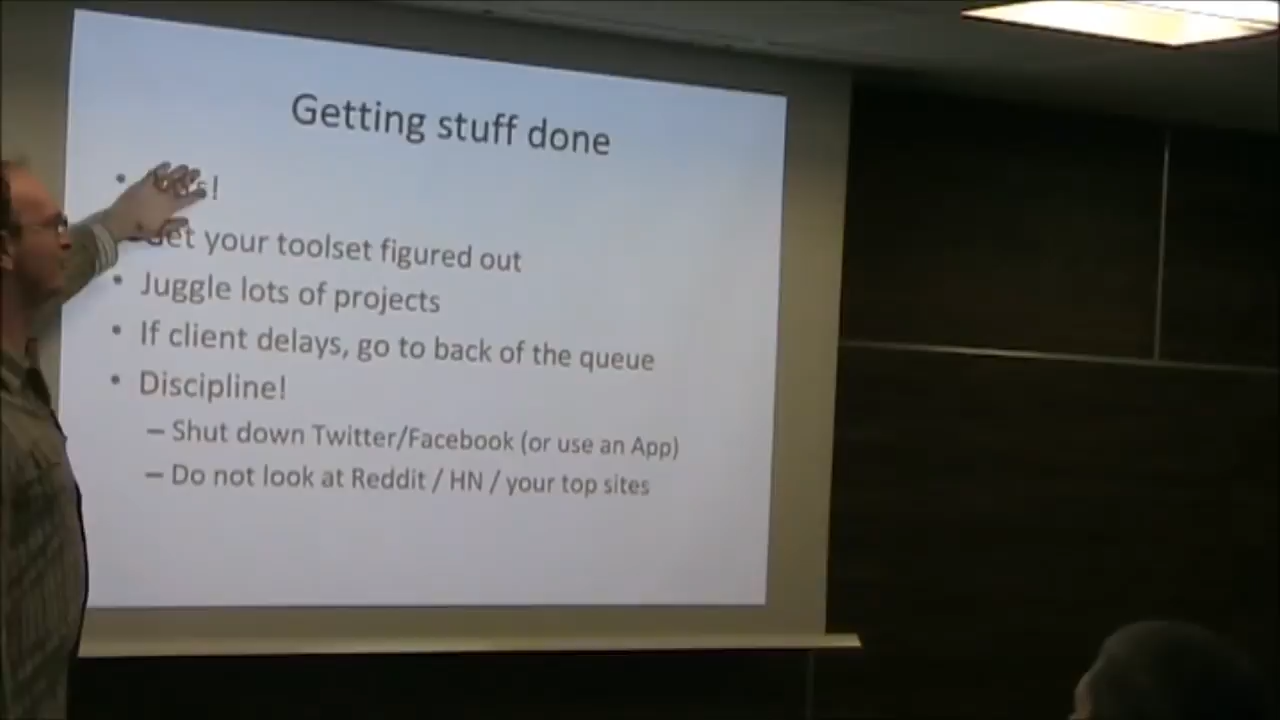 Getting stuff done
•
Get your toolset figured out
• Juggle lots of projects
• If client delays, go to back of the queue
• Discipline!
– Shut down Twitter/Facebook (or use an App)
– Do not look at Reddit / HN / your top sites